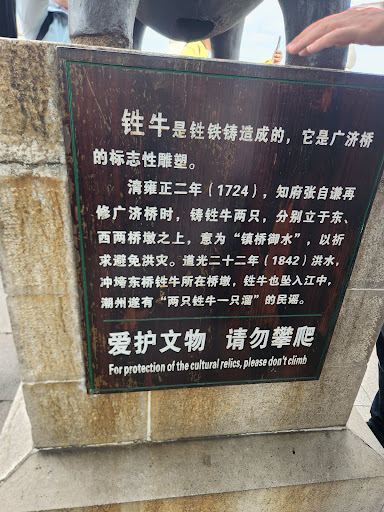 鉎牛是鉎铁铸造成的，它是广济桥
的标志性雕塑。
清雍正二年（1724），知府张自谦再
修广济桥时，铸鉎牛两只，分别立于东、
西两桥墩之上，意为“镇桥御水”，以祈
求避免洪灾。道光二十二年（1842）洪水，
冲垮东桥鉎牛所在桥墩，鉎牛也坠入江中，
潮州遂有“两只鉎牛一只溜”的民谣。
爱护文物 请勿攀爬
For protection of the cultural relics, please don't climb